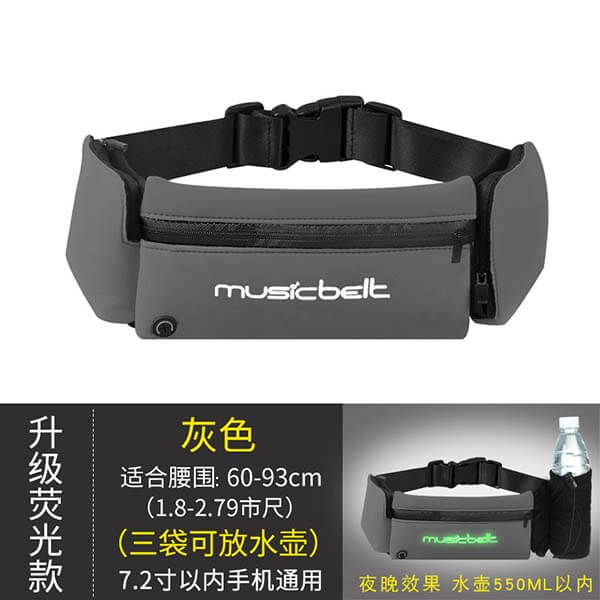 musicbelt
升级荧光款
灰色
适合腰围: 60-93cm
(1.8-2.79市尺)
(三袋可放水壶)
7.2寸以内手机通用
musicbelt
夜晚效果 水壶550ML以内